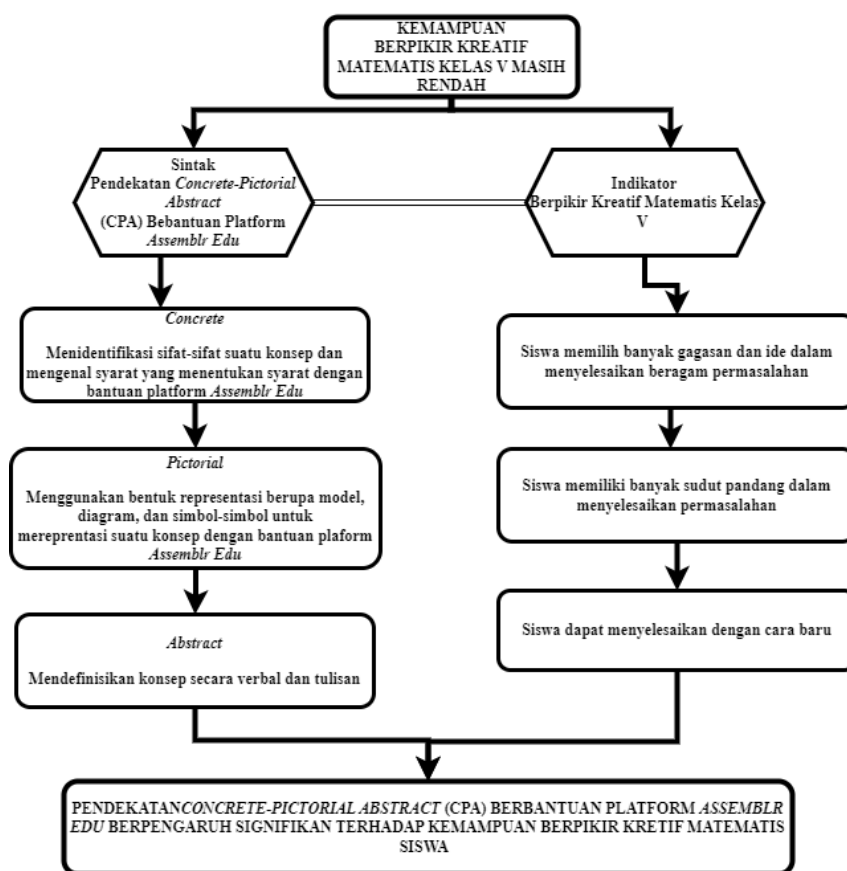 KEMAMPUAN
BERPIKIR KREATIF
MATEMATIS KELAS V MASIH
RENDAH
Sintak
Pendekatan Concrete-Pictorial
Abstract
(CPA) Bebantuan Platform
Assemblr Edu
Indikator
Berpikir Kreatif Matematis Kelas
V
Concrete
Menidentifikasi sifat-sifat suatu konsep dan
mengenal syarat yang menentukan syarat dengan
bantuan platform Assemblr Edu
Pictorial
Menggunakan bentuk representasi berupa model,
diagram, dan simbol-simbol untuk
mereprentasi suatu konsep dengan bantuan plaform
Assemblr Edu
Abstract
Mendefinisikan konsep secara verbal dan tulisan
Siswa memilih banyak gagasan dan ide dalam
menyelesaikan beragam permasalahan
Siswa memiliki banyak sudut pandang dalam
menyelesaikan permasalahan
Siswa dapat menyelesaikan dengan cara baru
PENDEKATANCONCRETE-PICTORIAL ABSTRACT (CPA) BERBANTUAN PLATFORM ASSEMBLR
EDU BERPENGARUH SIGNIFIKAN TERHADAP KEMAMPUAN BERPIKIR KRETIF MATEMATIS
SISWA